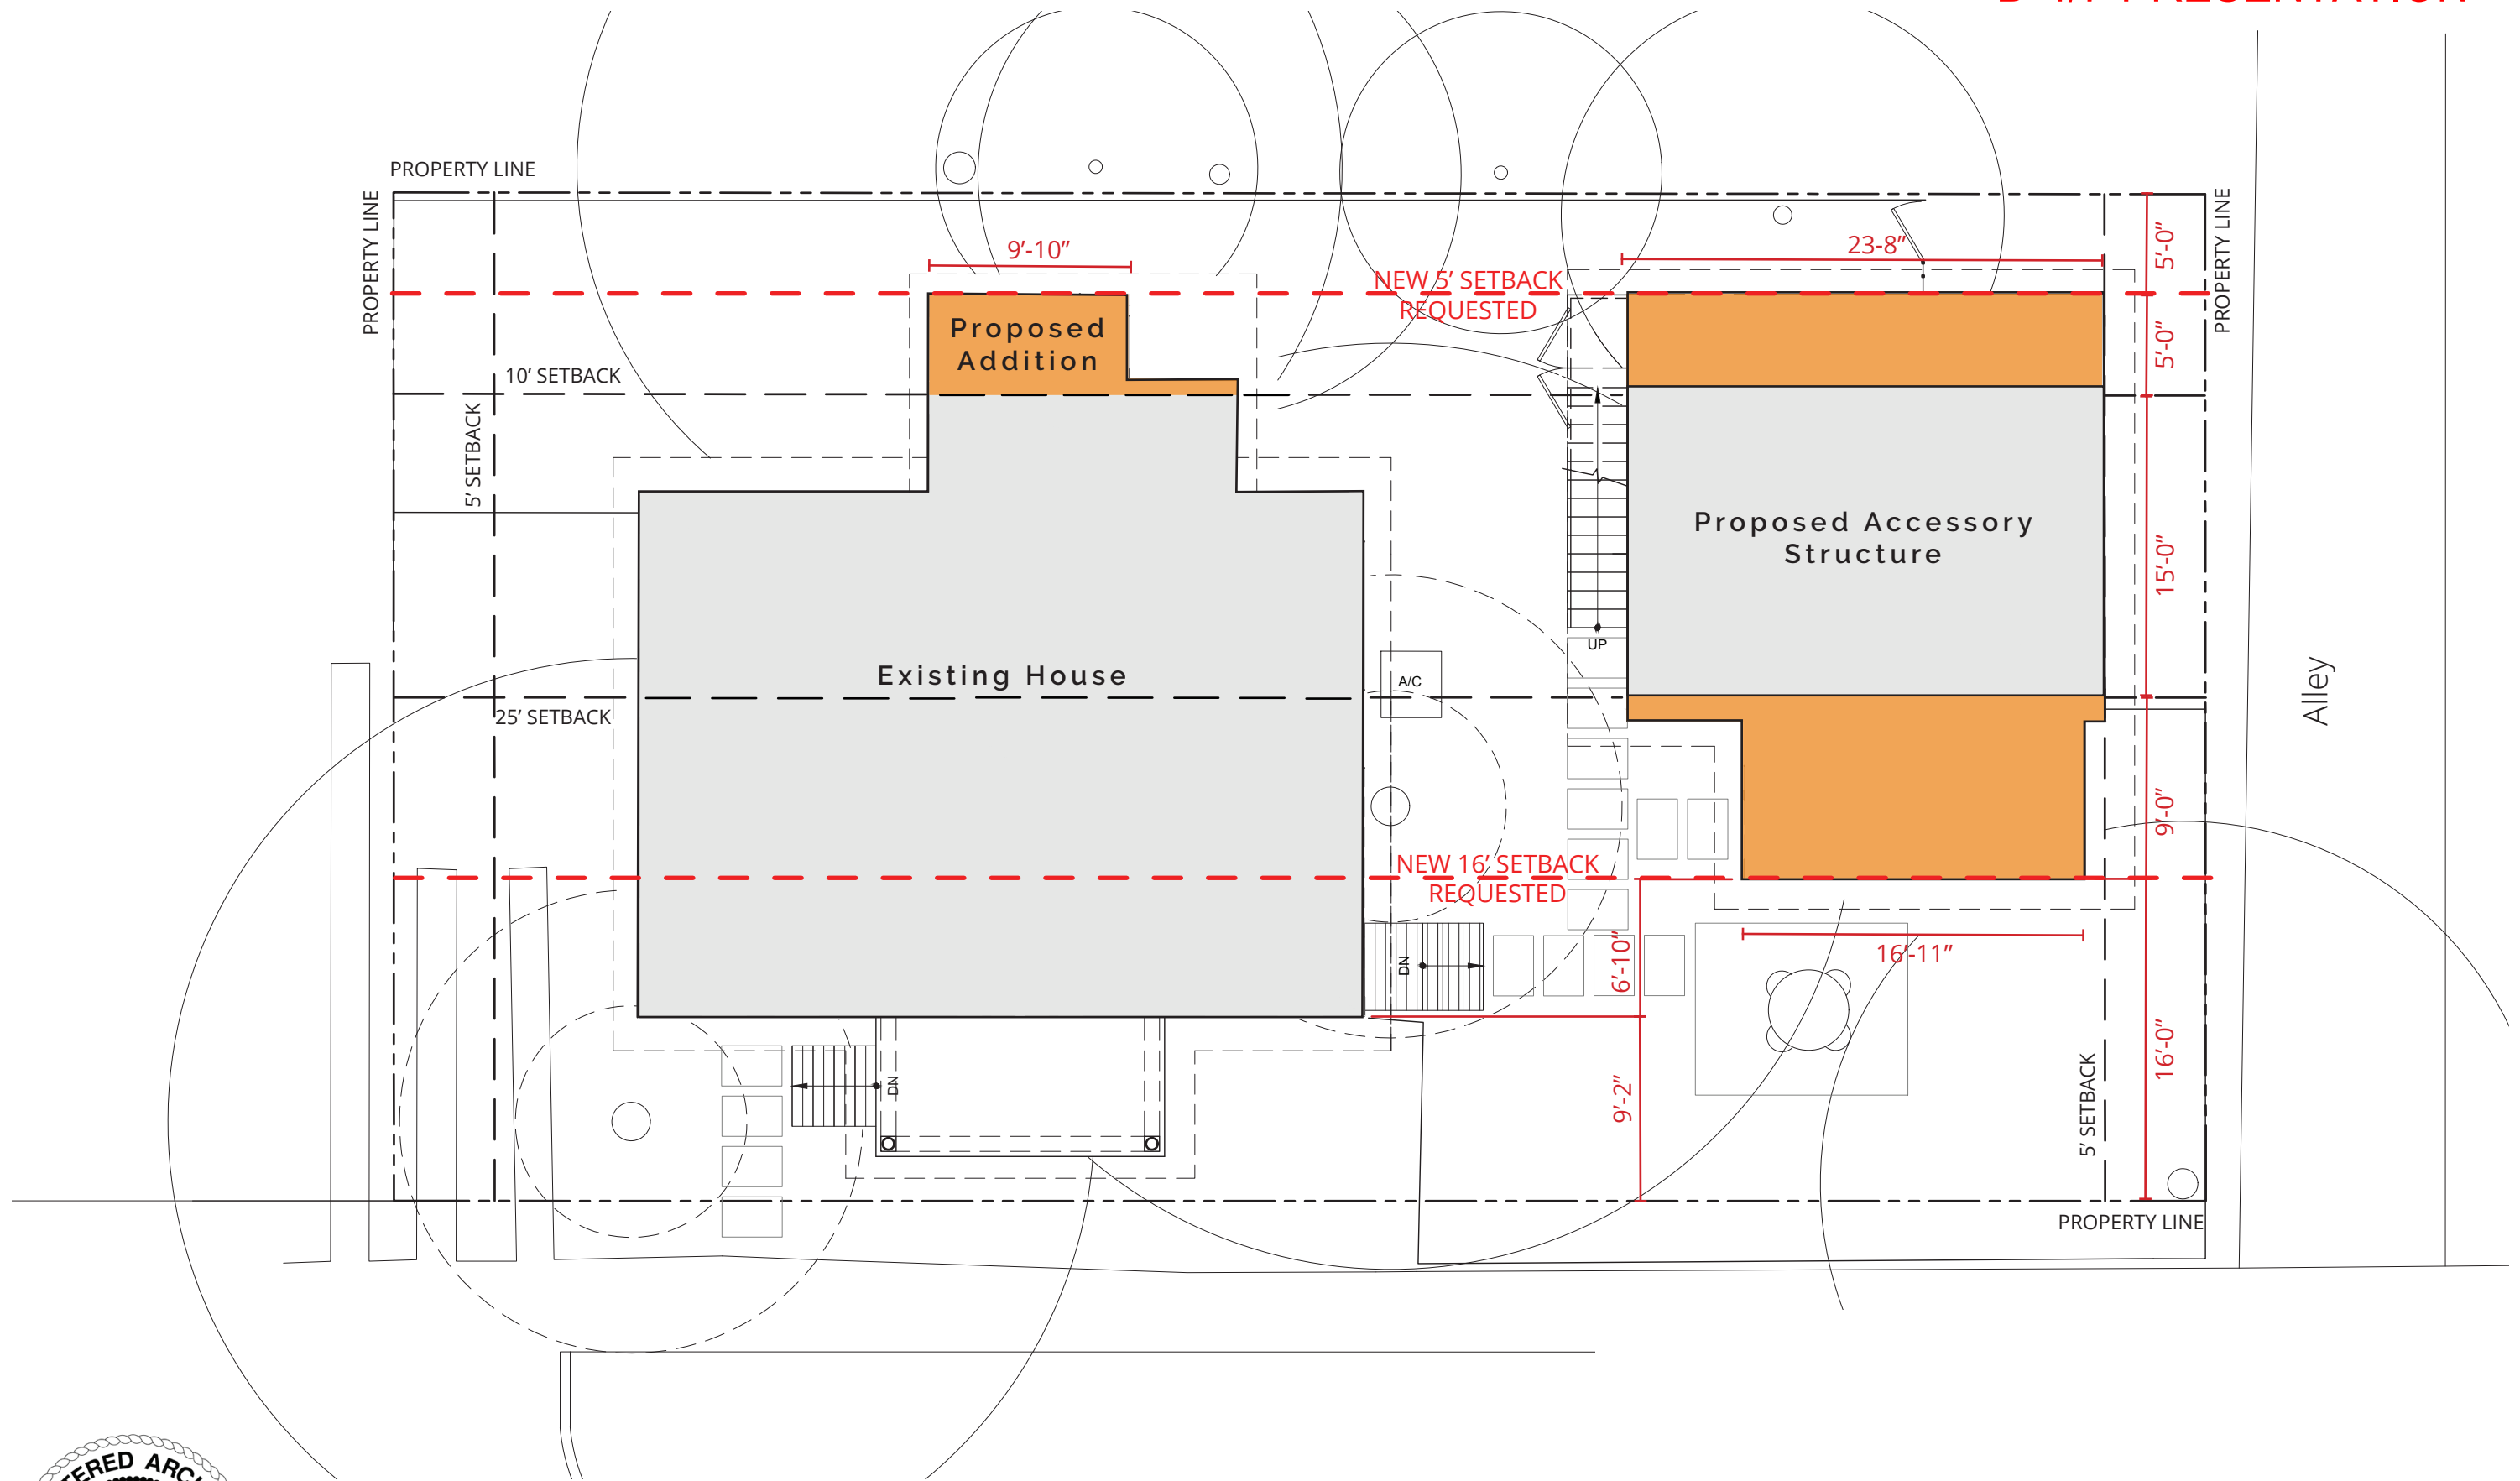 PROPERTY LINE
PROPERTY LINE
PROPERTY LINE
9’-10”
23-8”
5’-0”
NEW 5’ SETBACK
REQUESTED
Proposed
Addition
5’-0”
10’ SETBACK
5’ SETBACK
Proposed Accessory
Structure
15’-0”
UP
Existing House
A/C
Alley
25’ SETBACK
9’-0”
NEW 16’ SETBACK
REQUESTED
6’-10”
16’-11”
DN
DN
9’-2”
16’-0”
5’ SETBACK
PROPERTY LINE